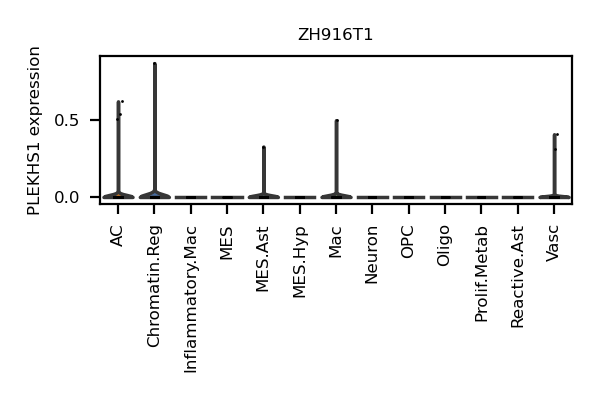 ZH916T1
PLEKHS1 expression
0.5
0.0
AC
Chromatin.Reg
Inflammatory.Mac
MES
MES.Ast
MES.Hyp
Mac
Neuron
OPC
Oligo
Prolif.Metab
Reactive.Ast
Vasc